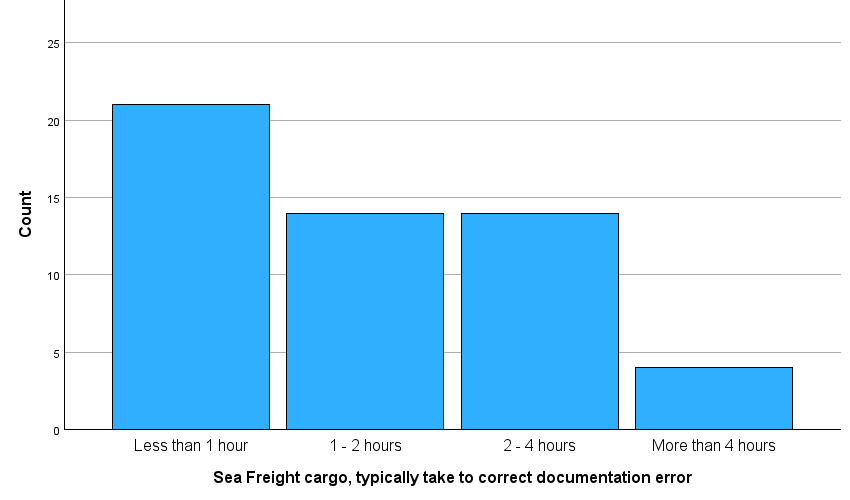 25
20
15
10
5
0
Count
Less than 1 hour
1 - 2 hours
2 - 4 hours
More than 4 hours
Sea Freight cargo, typically take to correct documentation error